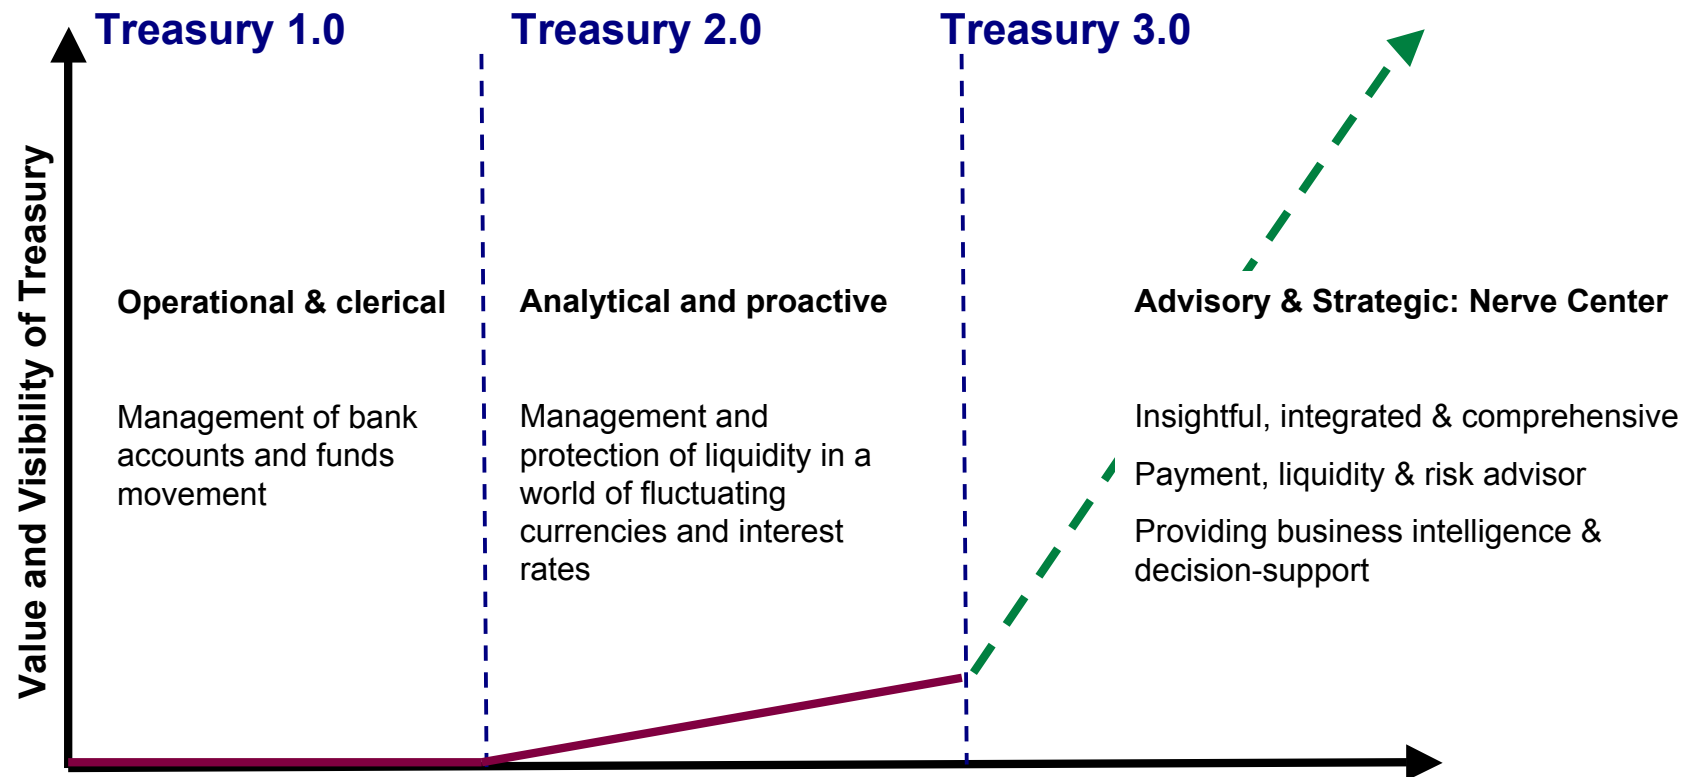 Treasury 1.0
Treasury 2.0
Treasury 3.0
Value and Visibility of Treasury
Operational & clerical
Management of bank
accounts and funds
movement
Analytical and proactive
Management and
protection of liquidity in a
world of fluctuating
currencies and interest
rates
Advisory & Strategic: Nerve Center
Insightful, integrated & comprehensive
Payment, liquidity & risk advisor
Providing business intelligence &
decision-support